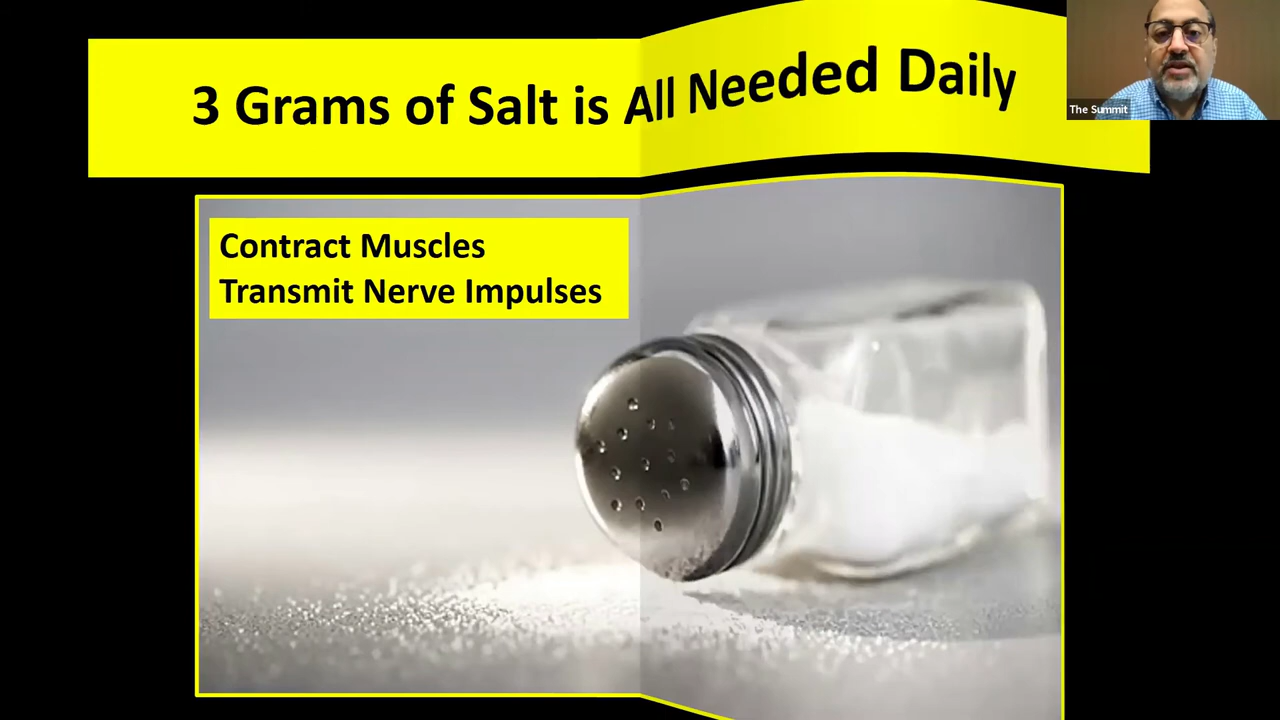 3 Grams of Salt is All Needed Daily
The Summit
Contract Muscles
Transmit Nerve Impulses